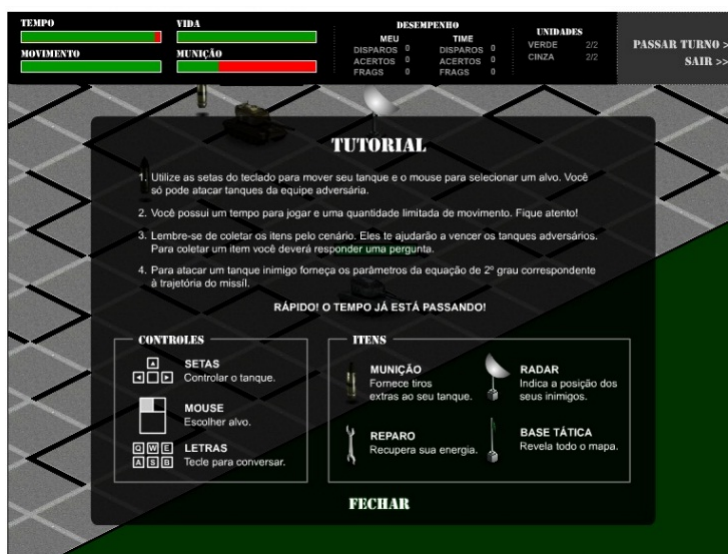 TEMPO
VIDA
MOVIMENTO
MUNIÇÃO
DESEMPENHO
MEU
TIME
DISPAROS 0
DISPAROS 0
ACERTOS 0
ACERTOS 0
FRAGS 0
FRAGS 0
UNIDADES
VERDE 2/2
CINZA 2/2
PASSAR TURNO >
SAIR >>
TUTORIAL
1. Utilize as setas do teclado para mover seu tanque e o mouse para selecionar um alvo. Você
só pode atacar tanques da equipe adversária.
2. Você possui um tempo para jogar e uma quantidade limitada de movimento. Fique atento!
3. Lembre-se de coletar os itens pelo cenário. Eles te ajudarão a vencer os tanques adversários.
Para coletar um item você deverá responder uma pergunta.
4. Para atacar um tanque inimigo forneça os parâmetros da equação de 2º grau correspondente
à trajetória do missíl.
RÁPIDO! O TEMPO JÁ ESTÁ PASSANDO!
CONTROLES
SETAS
Controlar o tanque.
MOUSE
Escolher alvo.
Q W E
A S B
LETRAS
Tecle para conversar.
ITENS
MUNIÇÃO
Fornece tiros
extras ao seu tanque.
RADAR
Indica a posição dos
seus inimigos.
REPARO
Recupera sua energia.
BASE TÁTICA
Revela todo o mapa.
FECHAR